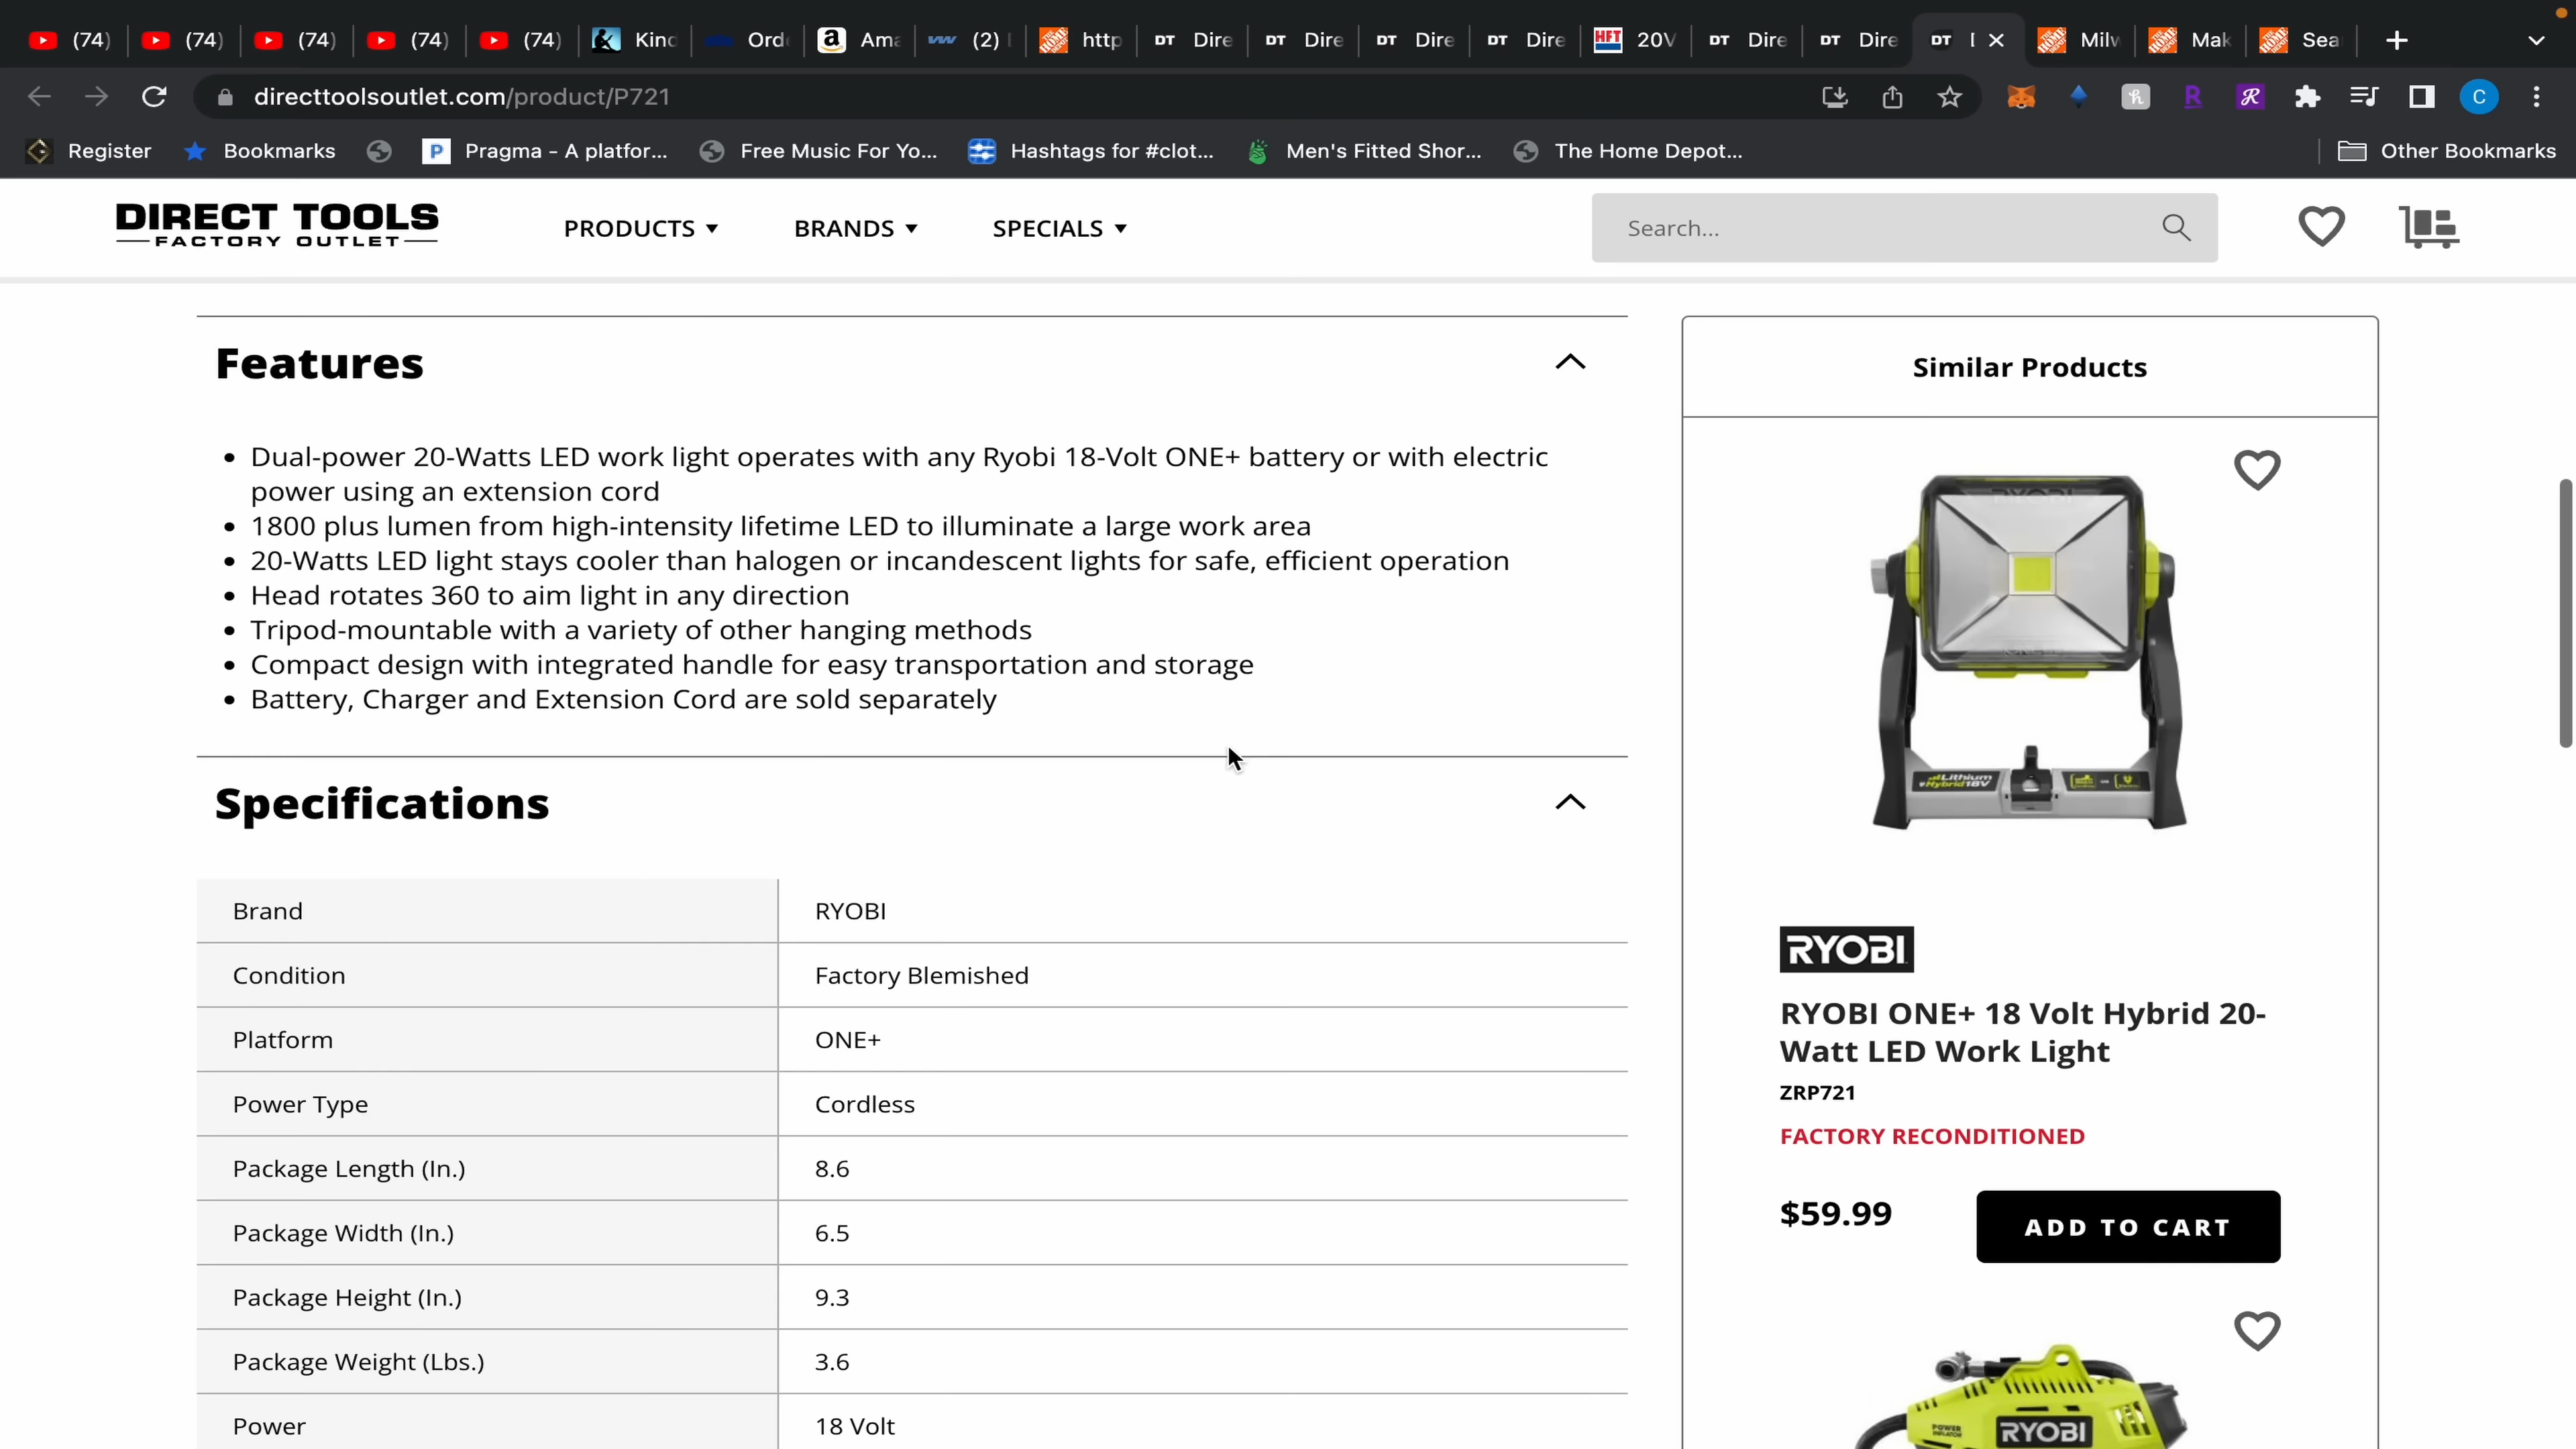 (74) (74) (74) (74) (74) Kinc Orde Ama (2) http Dire Dire Dire Dire HFT 20V Dire Dire Milw Mak Sea
directtoolsoutlet.com/product/P721
Register Bookmarks Pragma - A platfor... Free Music For Yo... Hashtags for #clot... Men's Fitted Shor... The Home Depot... Other Bookmarks
DIRECT TOOLS
FACTORY OUTLET
PRODUCTS BRANDS SPECIALS Search...
Features
Dual-power 20-Watts LED work light operates with any Ryobi 18-Volt ONE+ battery or with electric
power using an extension cord
1800 plus lumen from high-intensity lifetime LED to illuminate a large work area
20-Watts LED light stays cooler than halogen or incandescent lights for safe, efficient operation
Head rotates 360 to aim light in any direction
Tripod-mountable with a variety of other hanging methods
Compact design with integrated handle for easy transportation and storage
Battery, Charger and Extension Cord are sold separately
Specifications
Brand RYOBI
Condition Factory Blemished
Platform ONE+
Power Type Cordless
Package Length (In.) 8.6
Package Width (In.) 6.5
Package Height (In.) 9.3
Package Weight (Lbs.) 3.6
Power 18 Volt
Similar Products
Lithium
Hybrid18V
RYOBI
RYOBI ONE+ 18 Volt Hybrid 20-
Watt LED Work Light
ZRP721
FACTORY RECONDITIONED
$59.99 ADD TO CART
POWER
INFLATOR
RYOBI